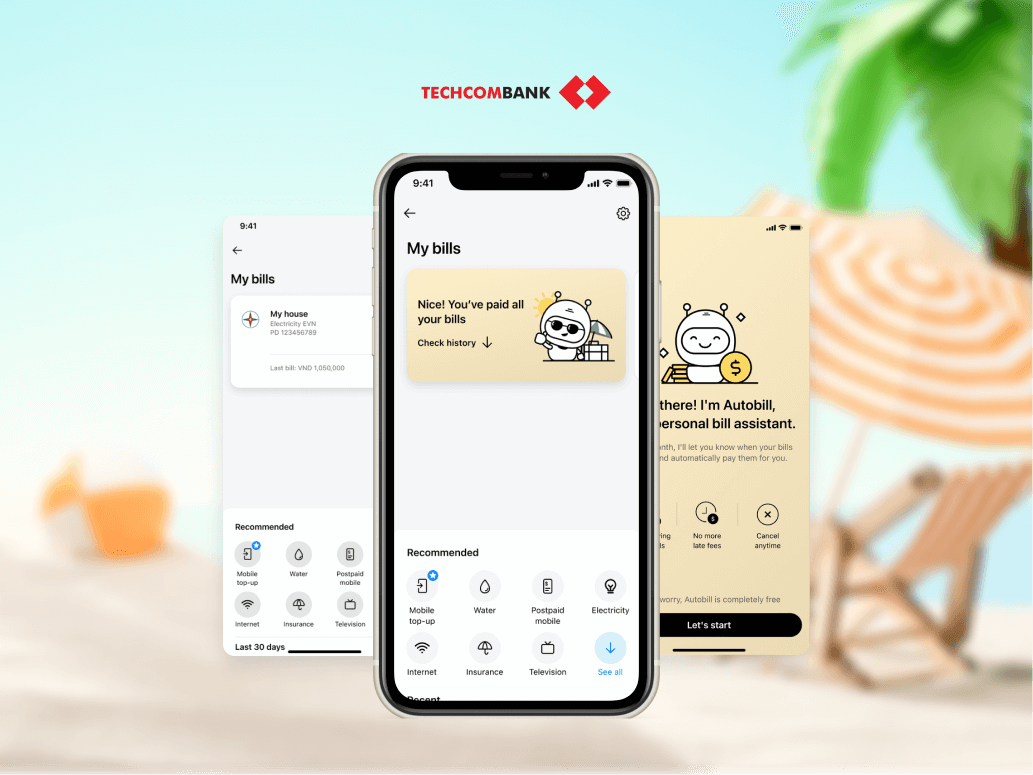 TECHCOMBANK
9:41
My bills
My house
Electricity EVN
PD 123456789
Last bill: VND 1,050,000
Recommended
Mobile
top-up
Water
Postpaid
mobile
Internet
Insurance
Television
Last 30 days
9:41
My bills
Nice! You've paid all
your bills
Check history
Recommended
Mobile
top-up
Water
Postpaid
mobile
Electricity
Internet
Insurance
Television
See all
Recent
$
there! I'm Autobill,
personal bill assistant.
I'll let you know when your bills
and automatically pay them for you.
$
No more
late fees
Cancel
anytime
worry, Autobill is completely free
Let's start